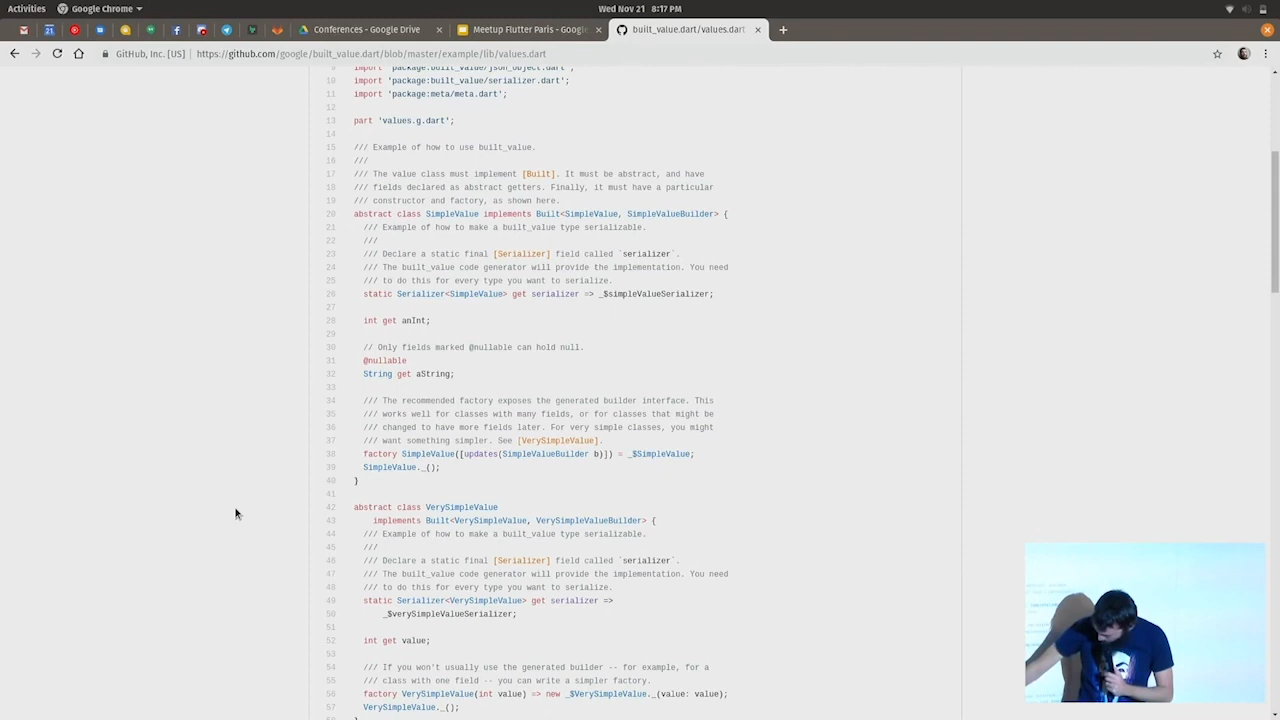 Activities Google Chrome Wed Nov 21 8:17 PM
Conferences - Google Drive Meetup Flutter Paris - Google built_value.dart/values.dart
GitHub, Inc. [US] https://github.com/google/built_value.dart/blob/master/example/lib/values.dart
9 import 'package:built_value/json_object.dart';
10 import 'package:built_value/serializer.dart';
11 import 'package:meta/meta.dart';
12
13 part 'values.g.dart';
14
15 /// Example of how to use built_value.
16 ///
17 /// The value class must implement [Built]. It must be abstract, and have
18 /// fields declared as abstract getters. Finally, it must have a particular
19 /// constructor and factory, as shown here.
20 abstract class SimpleValue implements Built<SimpleValue, SimpleValueBuilder> {
21 /// Example of how to make a built_value type serializable.
22 ///
23 /// Declare a static final [Serializer] field called `serializer`.
24 /// The built_value code generator will provide the implementation. You need
25 /// to do this for every type you want to serialize.
26 static Serializer<SimpleValue> get serializer => _$simpleValueSerializer;
27
28 int get anInt;
29
30 // Only fields marked @nullable can hold null.
31 @nullable
32 String get aString;
33
34 /// The recommended factory exposes the generated builder interface. This
35 /// works well for classes with many fields, or for classes that might be
36 /// changed to have more fields later. For very simple classes, you might
37 /// want something simpler. See [VerySimpleValue].
38 factory SimpleValue([updates(SimpleValueBuilder b)]) = _$SimpleValue;
39 SimpleValue._();
40 }
41
42 abstract class VerySimpleValue
43 implements Built<VerySimpleValue, VerySimpleValueBuilder> {
44 /// Example of how to make a built_value type serializable.
45 ///
46 /// Declare a static final [Serializer] field called `serializer`.
47 /// The built_value code generator will provide the implementation. You need
48 /// to do this for every type you want to serialize.
49 static Serializer<VerySimpleValue> get serializer =>
50 _$verySimpleValueSerializer;
51
52 int get value;
53
54 /// If you won't usually use the generated builder -- for example, for a
55 /// class with one field -- you can write a simpler factory.
56 factory VerySimpleValue(int value) => new _$VerySimpleValue._(value: value);
57 VerySimpleValue._();